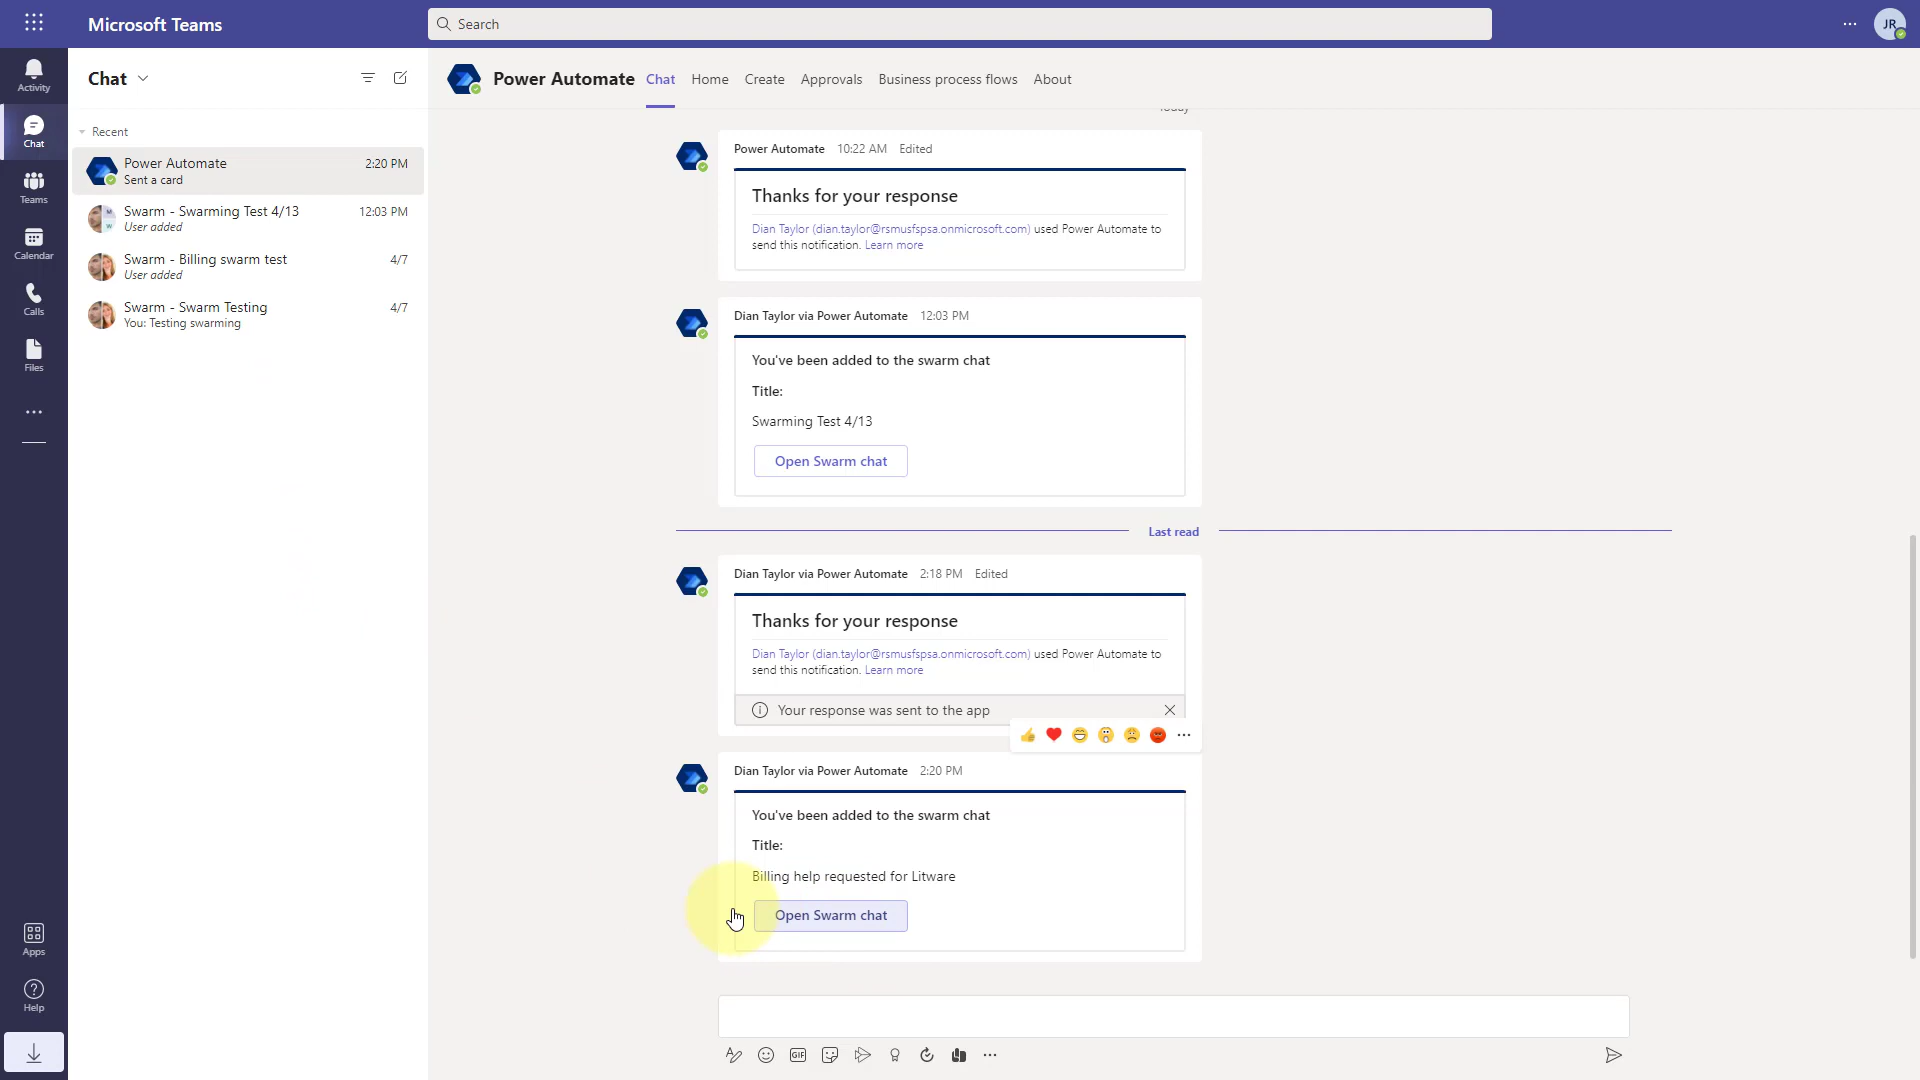 Microsoft Teams
Search
JR
Activity
Chat
Teams
Calendar
Calls
Files
Apps
Help
Chat
Recent
Power Automate 2:20 PM
Sent a card
Swarm - Swarming Test 4/13 12:03 PM
User added
Swarm - Billing swarm test 4/7
User added
Swarm - Swarm Testing 4/7
You: Testing swarming
Power Automate Chat Home Create Approvals Business process flows About
Today
Power Automate 10:22 AM Edited
Thanks for your response
Dian Taylor (dian.taylor@rsmusfspsa.onmicrosoft.com) used Power Automate to
send this notification. Learn more
Dian Taylor via Power Automate 12:03 PM
You've been added to the swarm chat
Title:
Swarming Test 4/13
Open Swarm chat
Last read
Dian Taylor via Power Automate 2:18 PM Edited
Thanks for your response
Dian Taylor (dian.taylor@rsmusfspsa.onmicrosoft.com) used Power Automate to
send this notification. Learn more
Your response was sent to the app
Dian Taylor via Power Automate 2:20 PM
You've been added to the swarm chat
Title:
Billing help requested for Litware
Open Swarm chat
GIF